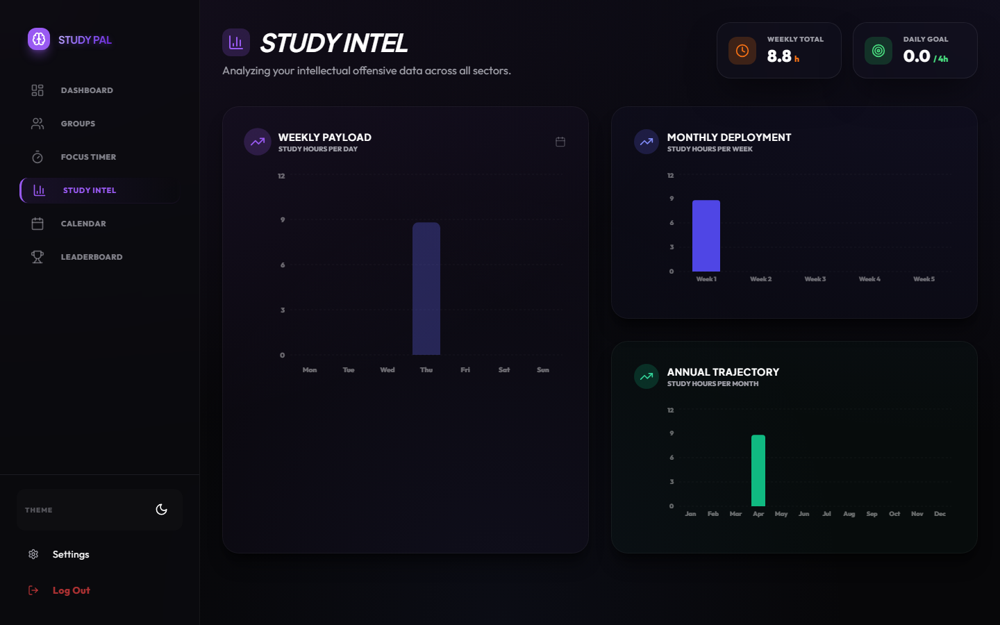 STUDY PAL
DASHBOARD
GROUPS
FOCUS TIMER
STUDY INTEL
CALENDAR
LEADERBOARD
THEME
Settings
Log Out
STUDY INTEL
Analyzing your intellectual offensive data across all sectors.
WEEKLY TOTAL
8.8 h
DAILY GOAL
0.0 / 4h
WEEKLY PAYLOAD
STUDY HOURS PER DAY
12
9
6
3
0
Mon Tue Wed Thu Fri Sat Sun
MONTHLY DEPLOYMENT
STUDY HOURS PER WEEK
12
9
6
3
0
Week 1 Week 2 Week 3 Week 4 Week 5
ANNUAL TRAJECTORY
STUDY HOURS PER MONTH
12
9
6
3
0
Jan Feb Mar Apr May Jun Jul Aug Sep Oct Nov Dec